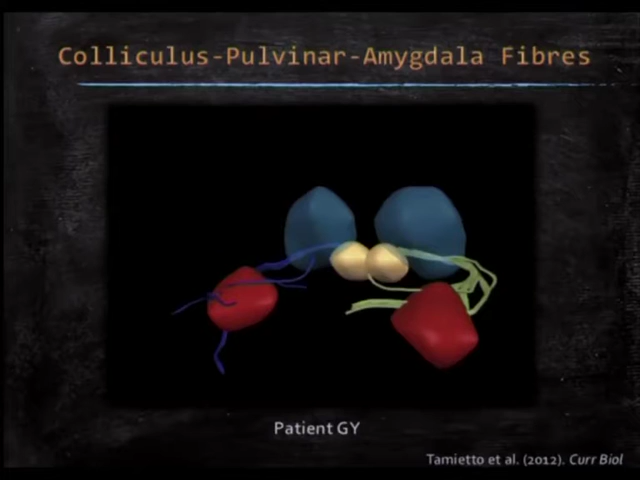 Colliculus-Pulvinar-Amygdala Fibres
Patient GY
Tamietto et al. (2012). Curr Biol